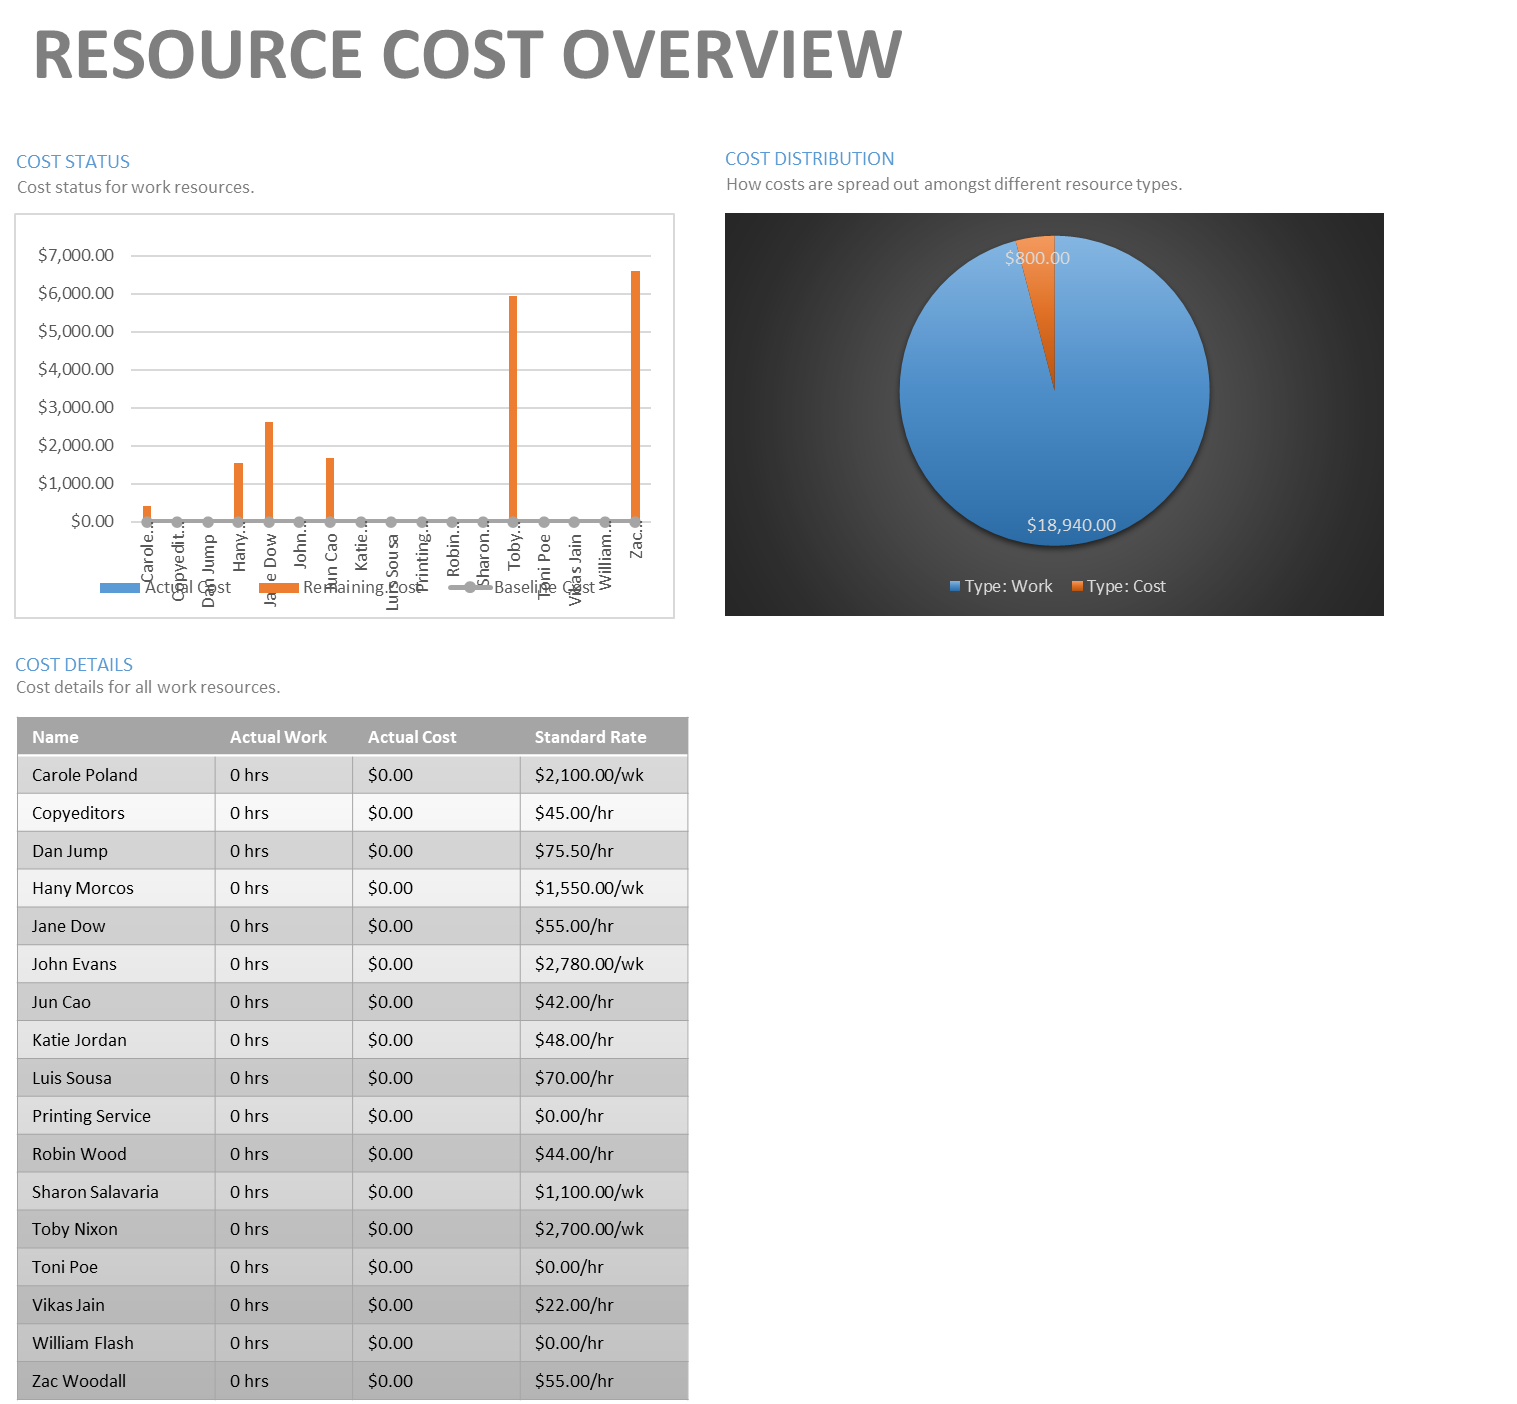 RESOURCE COST OVERVIEW
COST STATUS
Cost status for work resources.
$7,000.00
$6,000.00
$5,000.00
$4,000.00
$3,000.00
$2,000.00
$1,000.00
$0.00
Carole...
Copyedit...
Dan Jump
Hany...
Jane Dow
John...
Jun Cao
Katie...
Luis Sousa
Printing...
Robin...
Sharon...
Toby...
Toni Poe
Vikas Jain
William...
Zac...
Actual Cost Remaining Cost Baseline Cost
COST DISTRIBUTION
How costs are spread out amongst different resource types.
$800.00
$18,940.00
Type: Work Type: Cost
COST DETAILS
Cost details for all work resources.
Name Actual Work Actual Cost Standard Rate
Carole Poland 0 hrs $0.00 $2,100.00/wk
Copyeditors 0 hrs $0.00 $45.00/hr
Dan Jump 0 hrs $0.00 $75.50/hr
Hany Morcos 0 hrs $0.00 $1,550.00/wk
Jane Dow 0 hrs $0.00 $55.00/hr
John Evans 0 hrs $0.00 $2,780.00/wk
Jun Cao 0 hrs $0.00 $42.00/hr
Katie Jordan 0 hrs $0.00 $48.00/hr
Luis Sousa 0 hrs $0.00 $70.00/hr
Printing Service 0 hrs $0.00 $0.00/hr
Robin Wood 0 hrs $0.00 $44.00/hr
Sharon Salavaria 0 hrs $0.00 $1,100.00/wk
Toby Nixon 0 hrs $0.00 $2,700.00/wk
Toni Poe 0 hrs $0.00 $0.00/hr
Vikas Jain 0 hrs $0.00 $22.00/hr
William Flash 0 hrs $0.00 $0.00/hr
Zac Woodall 0 hrs $0.00 $55.00/hr